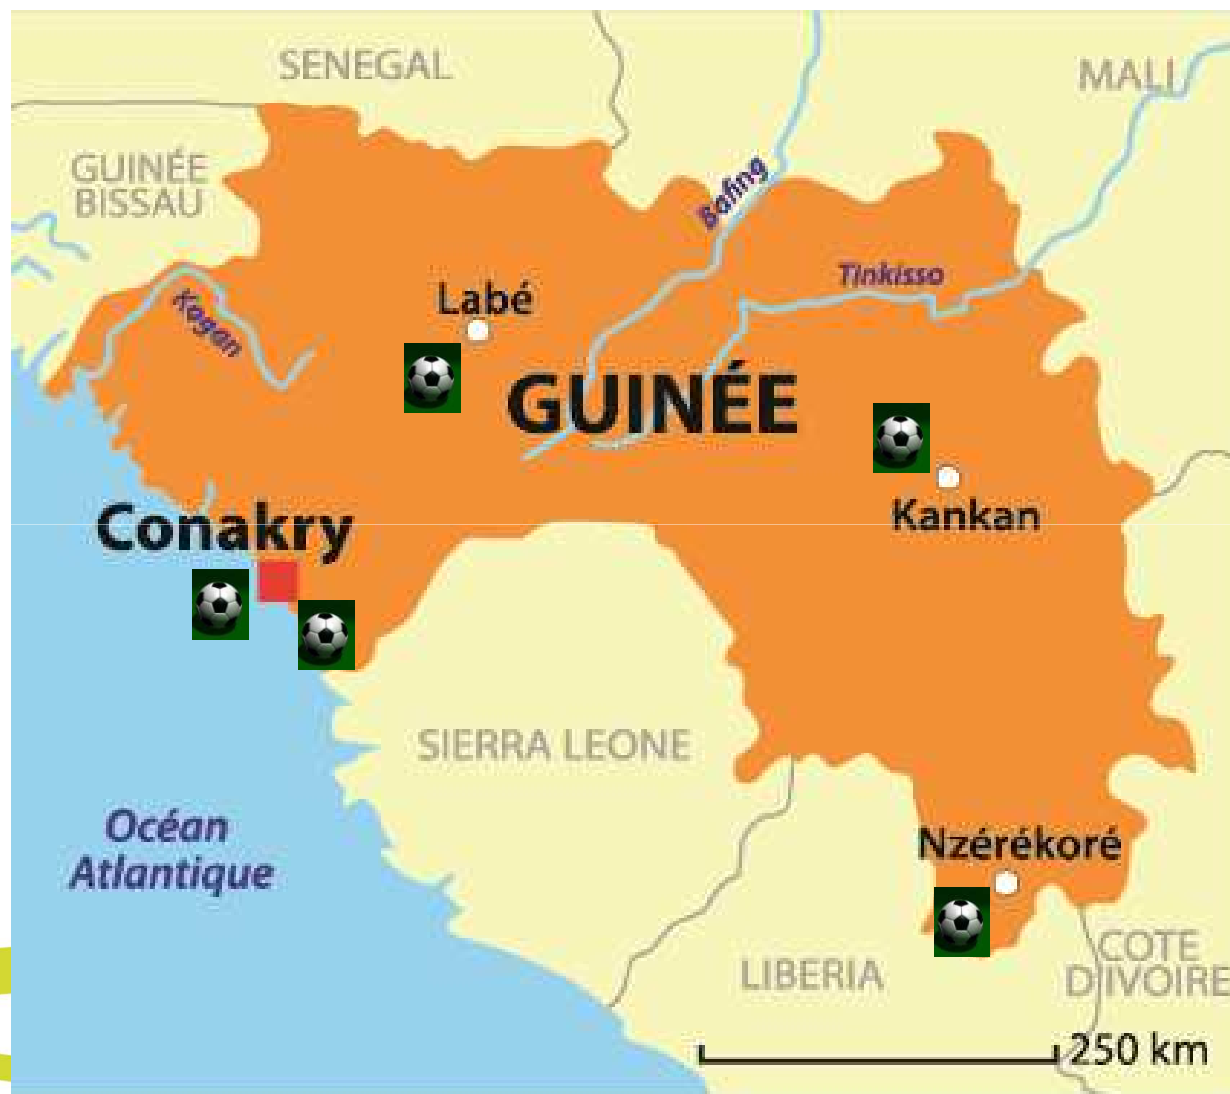 SENEGAL
MALI
GUINÉE
BISSAU
Bafing
Tinkisso
Kogan
Labé
GUINÉE
Kankan
Conakry
SIERRA LEONE
Océan
Atlantique
Nzérékoré
LIBERIA
COTE
D'IVOIRE
250 km